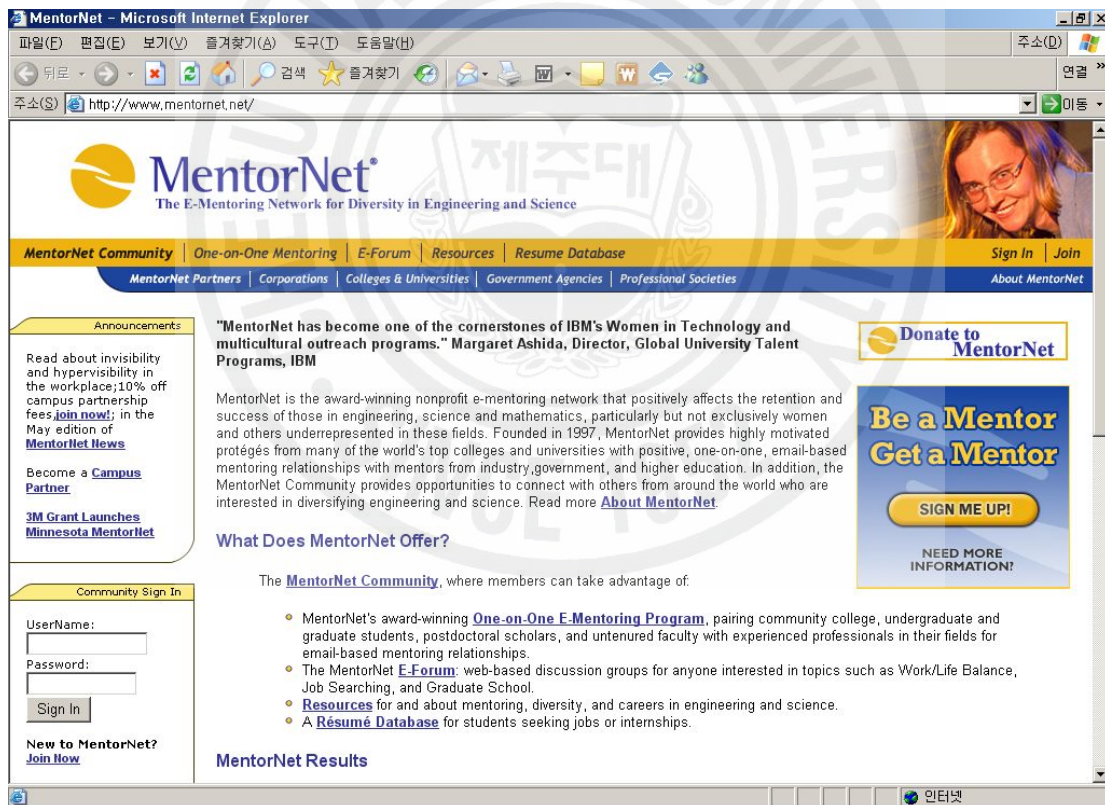 MentorNet - Microsoft Internet Explorer
파일(F) 편집(E) 보기(V) 즐겨찾기(A) 도구(T) 도움말(H) 주소(D)
뒤로 검색 즐겨찾기 연결 »
주소(S) http://www.mentornet.net/ 이동
제주대
MentorNet®
The E-Mentoring Network for Diversity in Engineering and Science
MentorNet Community | One-on-One Mentoring | E-Forum | Resources | Resume Database Sign In | Join
MentorNet Partners | Corporations | Colleges & Universities | Government Agencies | Professional Societies About MentorNet
Announcements
Read about invisibility
and hypervisibility in
the workplace;10% off
campus partnership
fees,join now!; in the
May edition of
MentorNet News
Become a Campus
Partner
3M Grant Launches
Minnesota MentorNet
Community Sign In
UserName:
Password:
Sign In
New to MentorNet?
Join Now
"MentorNet has become one of the cornerstones of IBM's Women in Technology and
multicultural outreach programs." Margaret Ashida, Director, Global University Talent
Programs, IBM
MentorNet is the award-winning nonprofit e-mentoring network that positively affects the retention and
success of those in engineering, science and mathematics, particularly but not exclusively women
and others underrepresented in these fields. Founded in 1997, MentorNet provides highly motivated
protégés from many of the world's top colleges and universities with positive, one-on-one, email-based
mentoring relationships with mentors from industry,government, and higher education. In addition, the
MentorNet Community provides opportunities to connect with others from around the world who are
interested in diversifying engineering and science. Read more About MentorNet.
What Does MentorNet Offer?
The MentorNet Community, where members can take advantage of:
MentorNet's award-winning One-on-One E-Mentoring Program, pairing community college, undergraduate and
graduate students, postdoctoral scholars, and untenured faculty with experienced professionals in their fields for
email-based mentoring relationships.
The MentorNet E-Forum: web-based discussion groups for anyone interested in topics such as Work/Life Balance,
Job Searching, and Graduate School.
Resources for and about mentoring, diversity, and careers in engineering and science.
A Résumé Database for students seeking jobs or internships.
MentorNet Results
Donate to
MentorNet
Be a Mentor
Get a Mentor
SIGN ME UP!
NEED MORE
INFORMATION?
인터넷